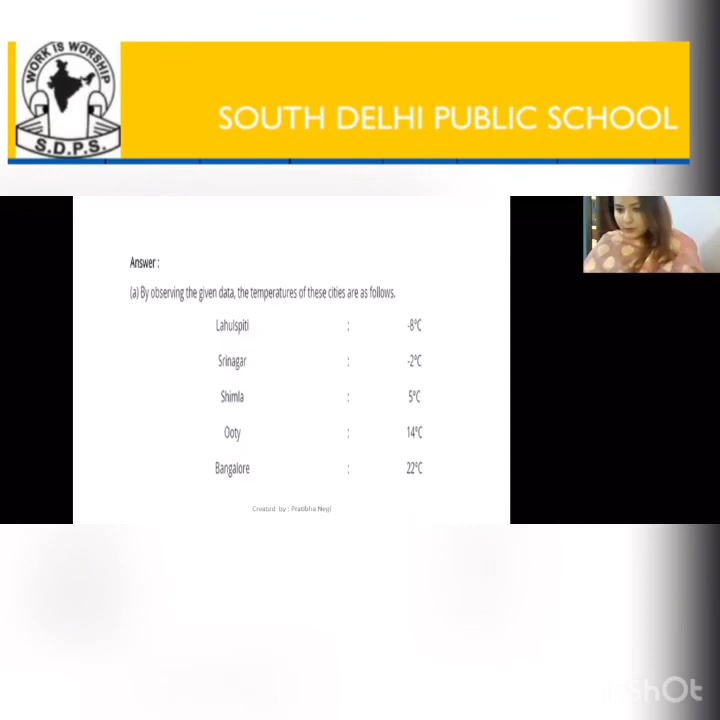 WORK IS WORSHIP
S.D.P.S.
SOUTH DELHI PUBLIC SCHOOL
Answer :
(a) By observing the given data, the temperatures of these cities are as follows.
Lahulspiti : -8°C
Srinagar : -2°C
Shimla : 5°C
Ooty : 14°C
Bangalore : 22°C
Created by : Pratibha Negi